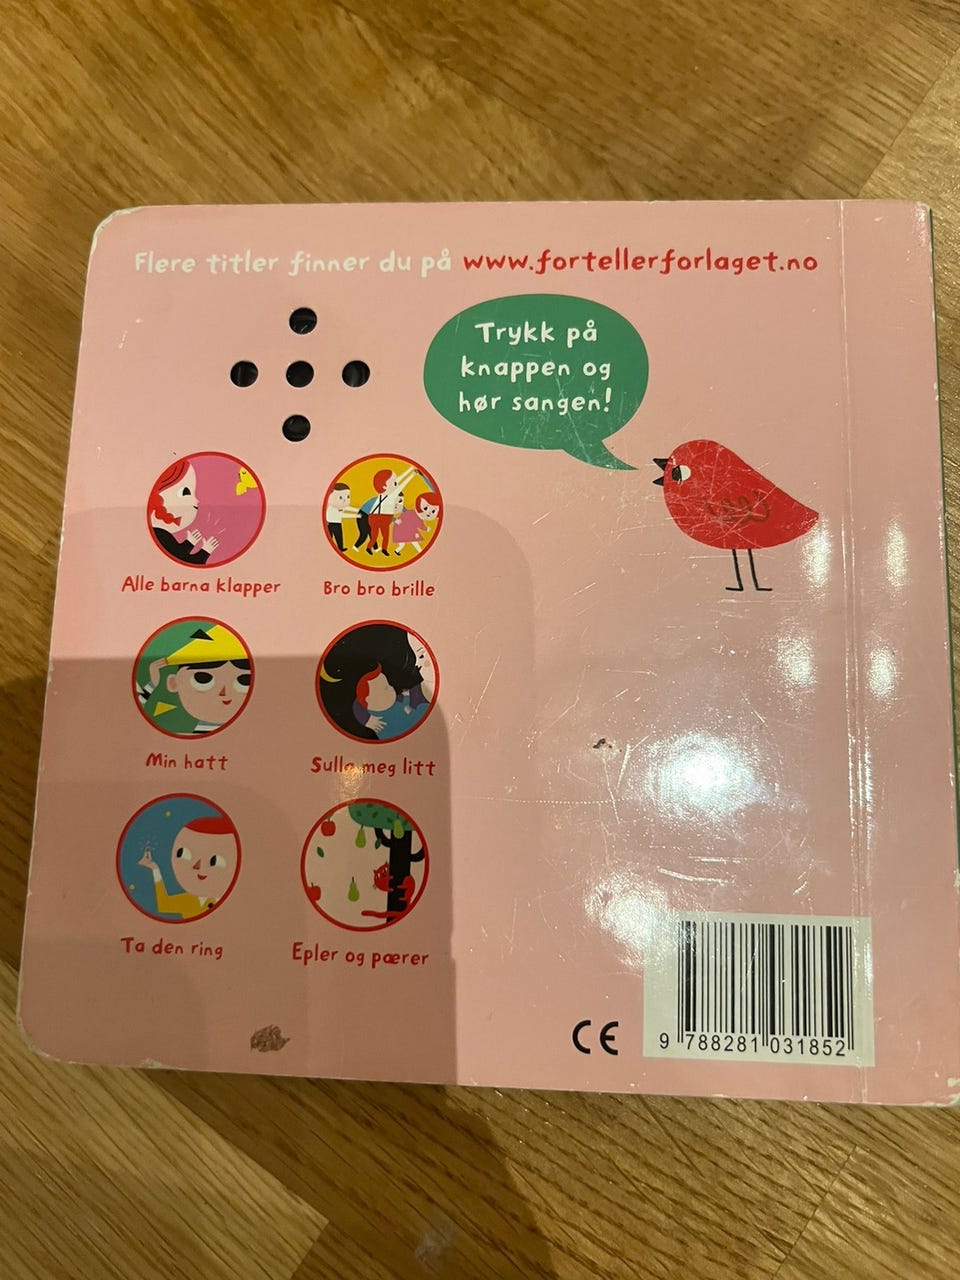 Flere titler finner du på www.fortellerforlaget.no
Trykk på
knappen og
hør sangen!
Alle barna klapper
Bro bro brille
Min hatt
Sulla meg litt
Ta den ring
Epler og pærer
CE
9 788281 031852